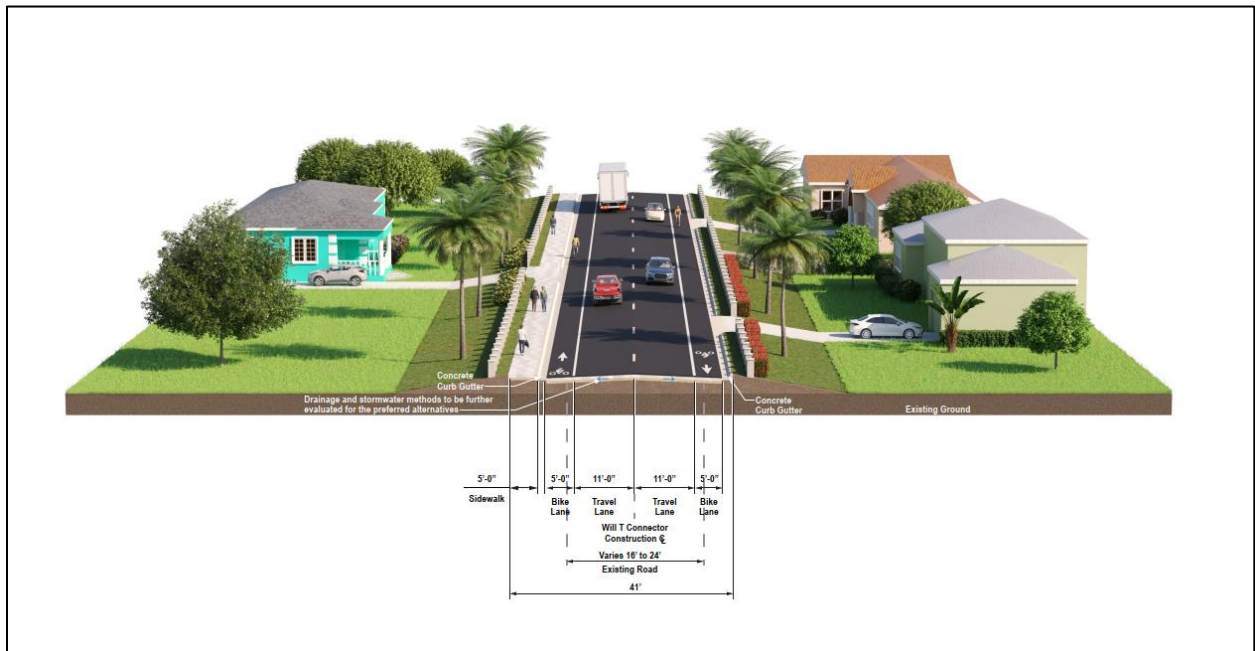 Concrete
Curb Gutter
Drainage and stormwater methods to be further
evaluated for the preferred alternatives
Concrete
Curb Gutter
Existing Ground
5'-0"
5'-0"
11'-0"
11'-0"
5'-0"
Sidewalk
Bike
Lane
Travel
Lane
Travel
Lane
Bike
Lane
Will T Connector
Construction ℄
Varies 16' to 24'
Existing Road
41'